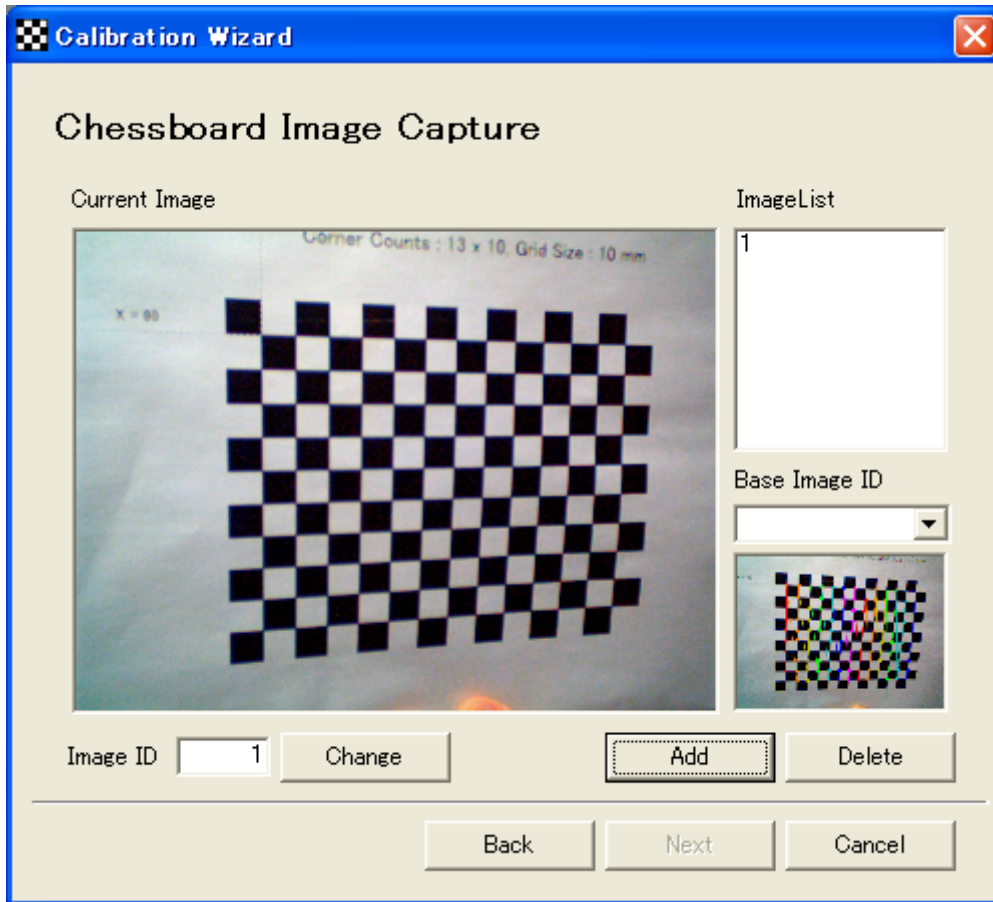 Calibration Wizard
Chessboard Image Capture
Current Image
ImageList
Corner Counts : 13 x 10, Grid Size : 10 mm
X = 90
1
Base Image ID
Image ID
1
Change
Add
Delete
Back
Next
Cancel